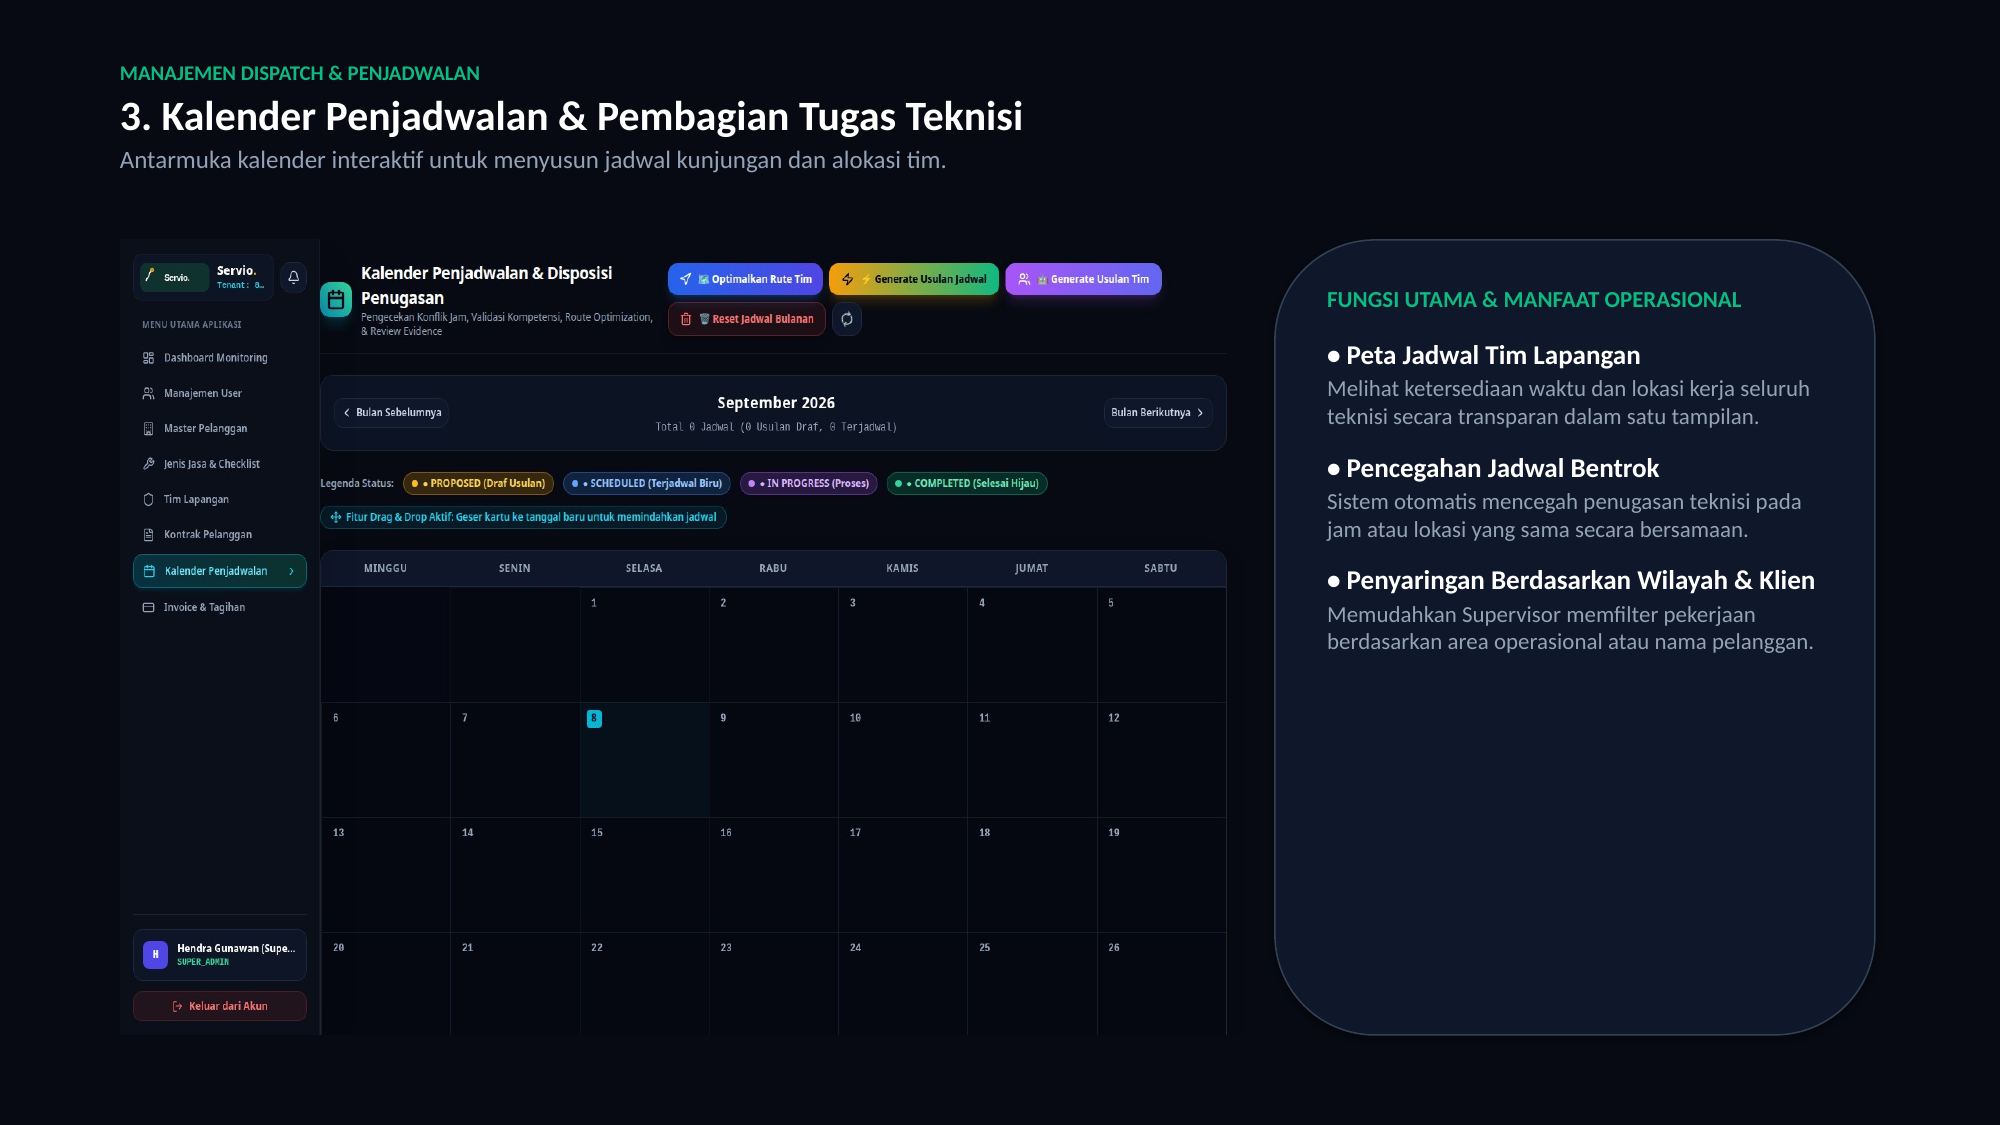 MANAJEMEN DISPATCH & PENJADWALAN
3. Kalender Penjadwalan & Pembagian Tugas Teknisi
Antarmuka kalender interaktif untuk menyusun jadwal kunjungan dan alokasi tim.
Servio.
Servio.
Tenant: B…
MENU UTAMA APLIKASI
Dashboard Monitoring
Manajemen User
Master Pelanggan
Jenis Jasa & Checklist
Tim Lapangan
Kontrak Pelanggan
Kalender Penjadwalan
Invoice & Tagihan
H
Hendra Gunawan (Supe...
SUPER_ADMIN
Keluar dari Akun
Kalender Penjadwalan & Disposisi
Penugasan
Pengecekan Konflik Jam, Validasi Kompetensi, Route Optimization,
& Review Evidence
🗺️ Optimalkan Rute Tim
⚡ Generate Usulan Jadwal
🤖 Generate Usulan Tim
🗑️ Reset Jadwal Bulanan
Bulan Sebelumnya
September 2026
Total 0 Jadwal (0 Usulan Draf, 0 Terjadwal)
Bulan Berikutnya
Legenda Status:
● PROPOSED (Draf Usulan)
● SCHEDULED (Terjadwal Biru)
● IN PROGRESS (Proses)
● COMPLETED (Selesai Hijau)
Fitur Drag & Drop Aktif: Geser kartu ke tanggal baru untuk memindahkan jadwal
MINGGU SENIN SELASA RABU KAMIS JUMAT SABTU
1 2 3 4 5
6 7 8 9 10 11 12
13 14 15 16 17 18 19
20 21 22 23 24 25 26
FUNGSI UTAMA & MANFAAT OPERASIONAL
● Peta Jadwal Tim Lapangan
Melihat ketersediaan waktu dan lokasi kerja seluruh
teknisi secara transparan dalam satu tampilan.
● Pencegahan Jadwal Bentrok
Sistem otomatis mencegah penugasan teknisi pada
jam atau lokasi yang sama secara bersamaan.
● Penyaringan Berdasarkan Wilayah & Klien
Memudahkan Supervisor memfilter pekerjaan
berdasarkan area operasional atau nama pelanggan.